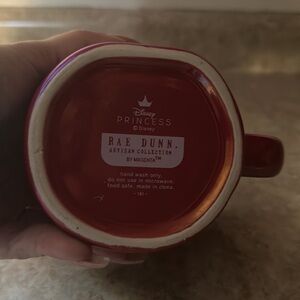 Disney
PRINCESS
© Disney
RAE DUNN.
ARTISAN COLLECTION
BY MAGENTA™
hand wash only.
do not use in microwave.
food safe. made in china.